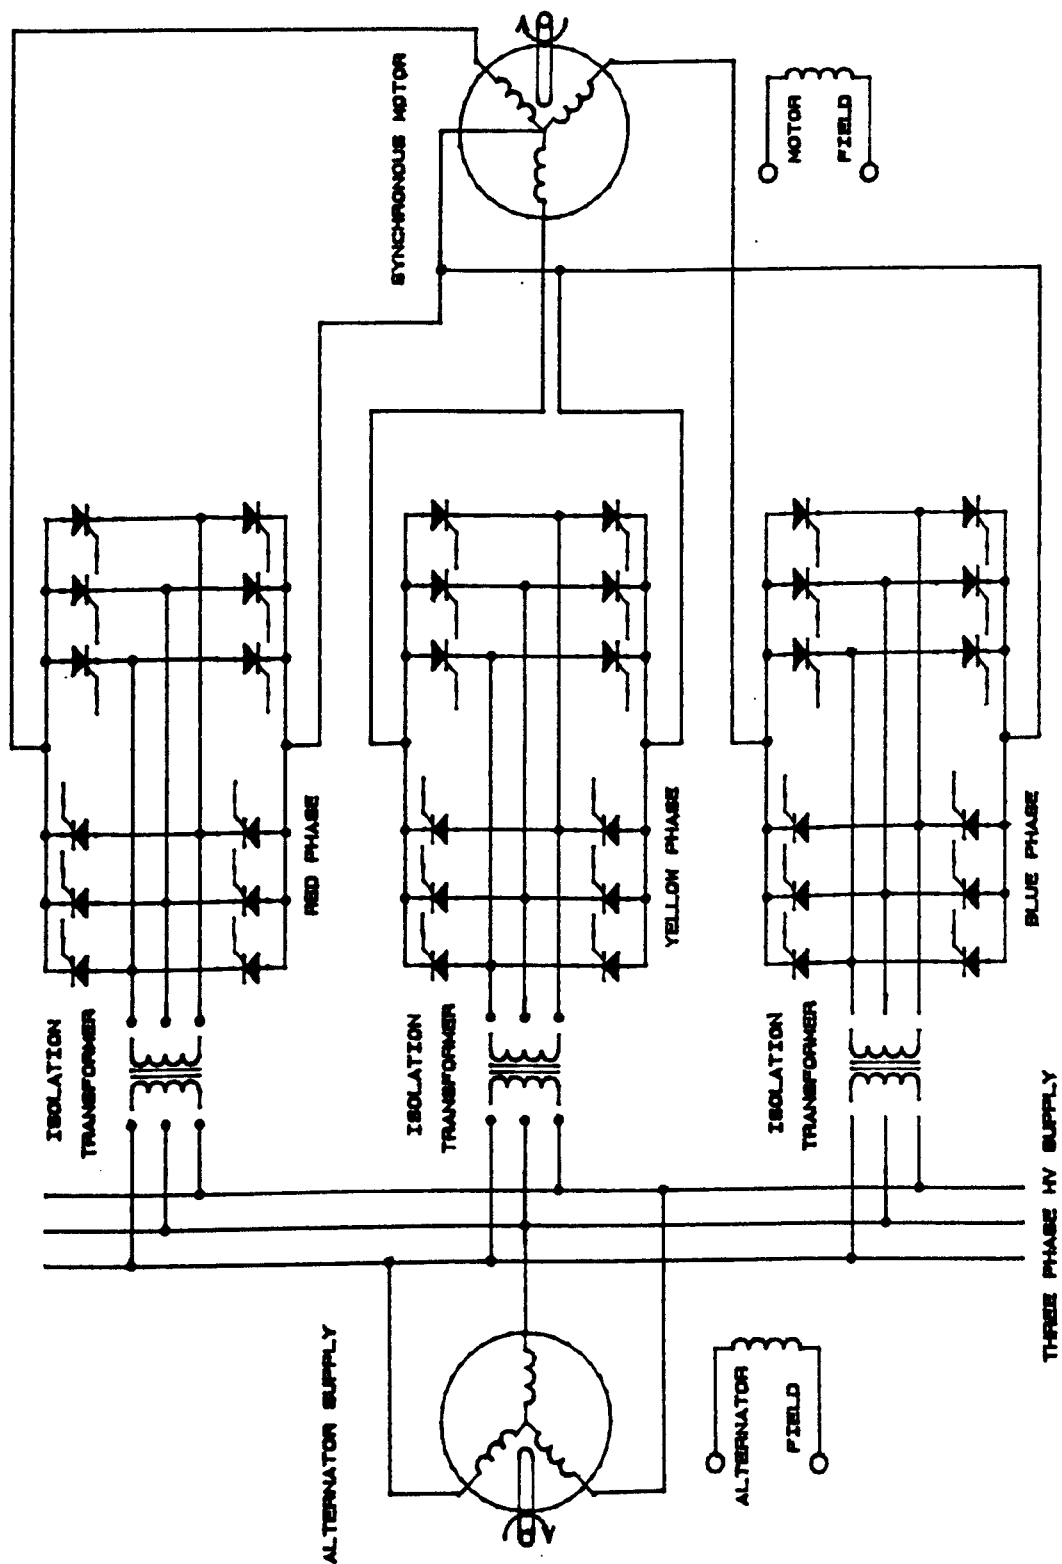 SYNCHRONOUS MOTOR
MOTOR
FIELD
RED PHASE
YELLOW PHASE
BLUE PHASE
ISOLATION
TRANSFORMER
ISOLATION
TRANSFORMER
ISOLATION
TRANSFORMER
ALTERNATOR SUPPLY
ALTERNATOR
FIELD
THREE PHASE HV SUPPLY